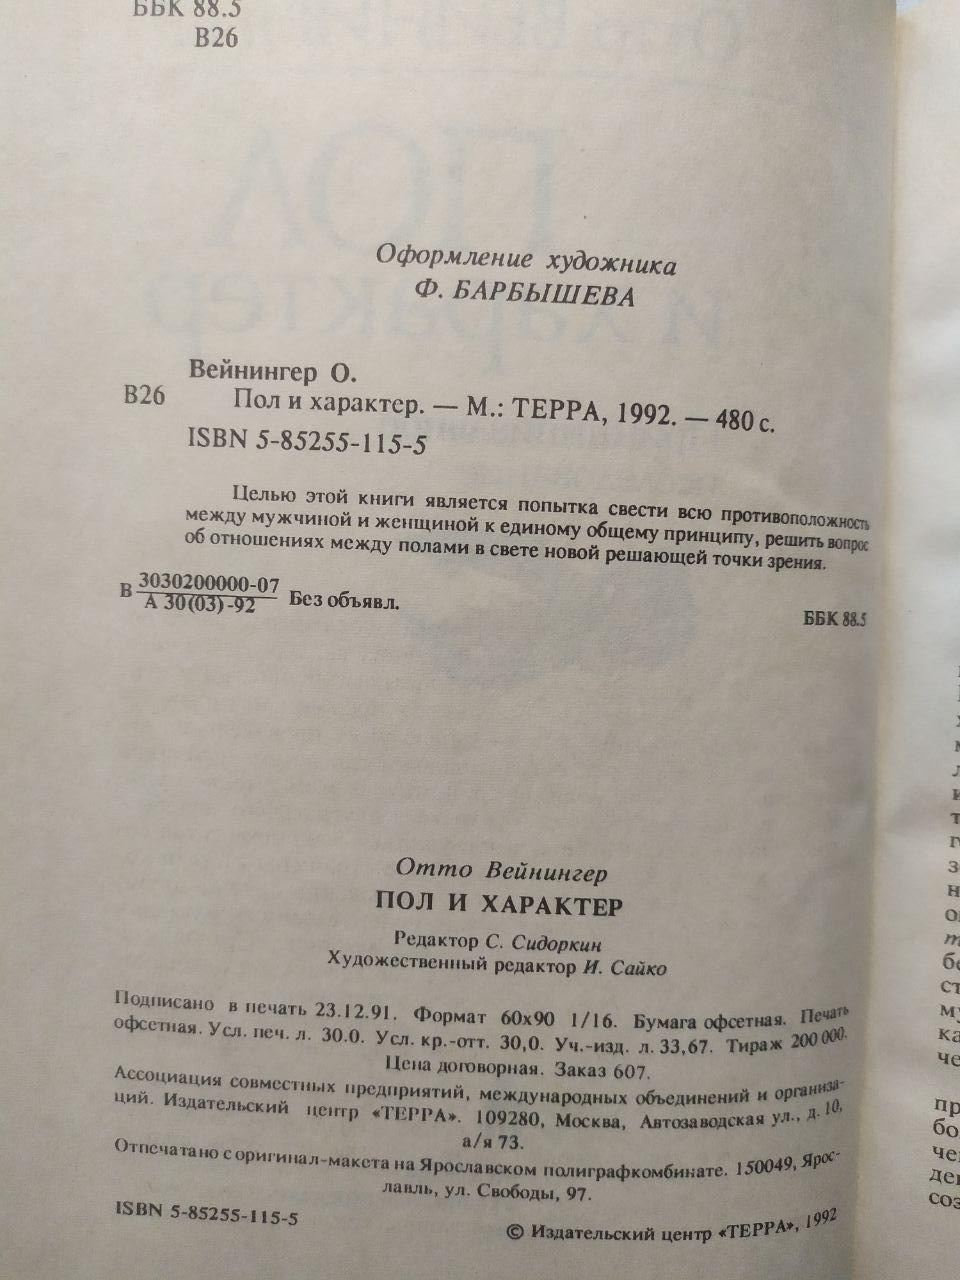 ББК 88.5
В26
Оформление художника
Ф. БАРБЫШЕВА
Вейнингер О.
В26 Пол и характер. — М.: ТЕРРА, 1992. — 480 с.
ISBN 5-85255-115-5
Целью этой книги является попытка свести всю противоположность
между мужчиной и женщиной к единому общему принципу, решить вопрос
об отношениях между полами в свете новой решающей точки зрения.
В 3030200000-07
А 30(03)-92 Без объявл.
ББК 88.5
Отто Вейнингер
ПОЛ И ХАРАКТЕР
Редактор С. Сидоркин
Художественный редактор И. Сайко
Подписано в печать 23.12.91. Формат 60х90 1/16. Бумага офсетная. Печать
офсетная. Усл. печ. л. 30.0. Усл. кр.-отт. 30,0. Уч.-изд. л. 33,67. Тираж 200 000.
Цена договорная. Заказ 607.
Ассоциация совместных предприятий, международных объединений и организа-
ций. Издательский центр «ТЕРРА». 109280, Москва, Автозаводская ул., д. 10,
а/я 73.
Отпечатано с оригинал-макета на Ярославском полиграфкомбинате. 150049, Ярос-
лавль, ул. Свободы, 97.
ISBN 5-85255-115-5
© Издательский центр «ТЕРРА», 1992